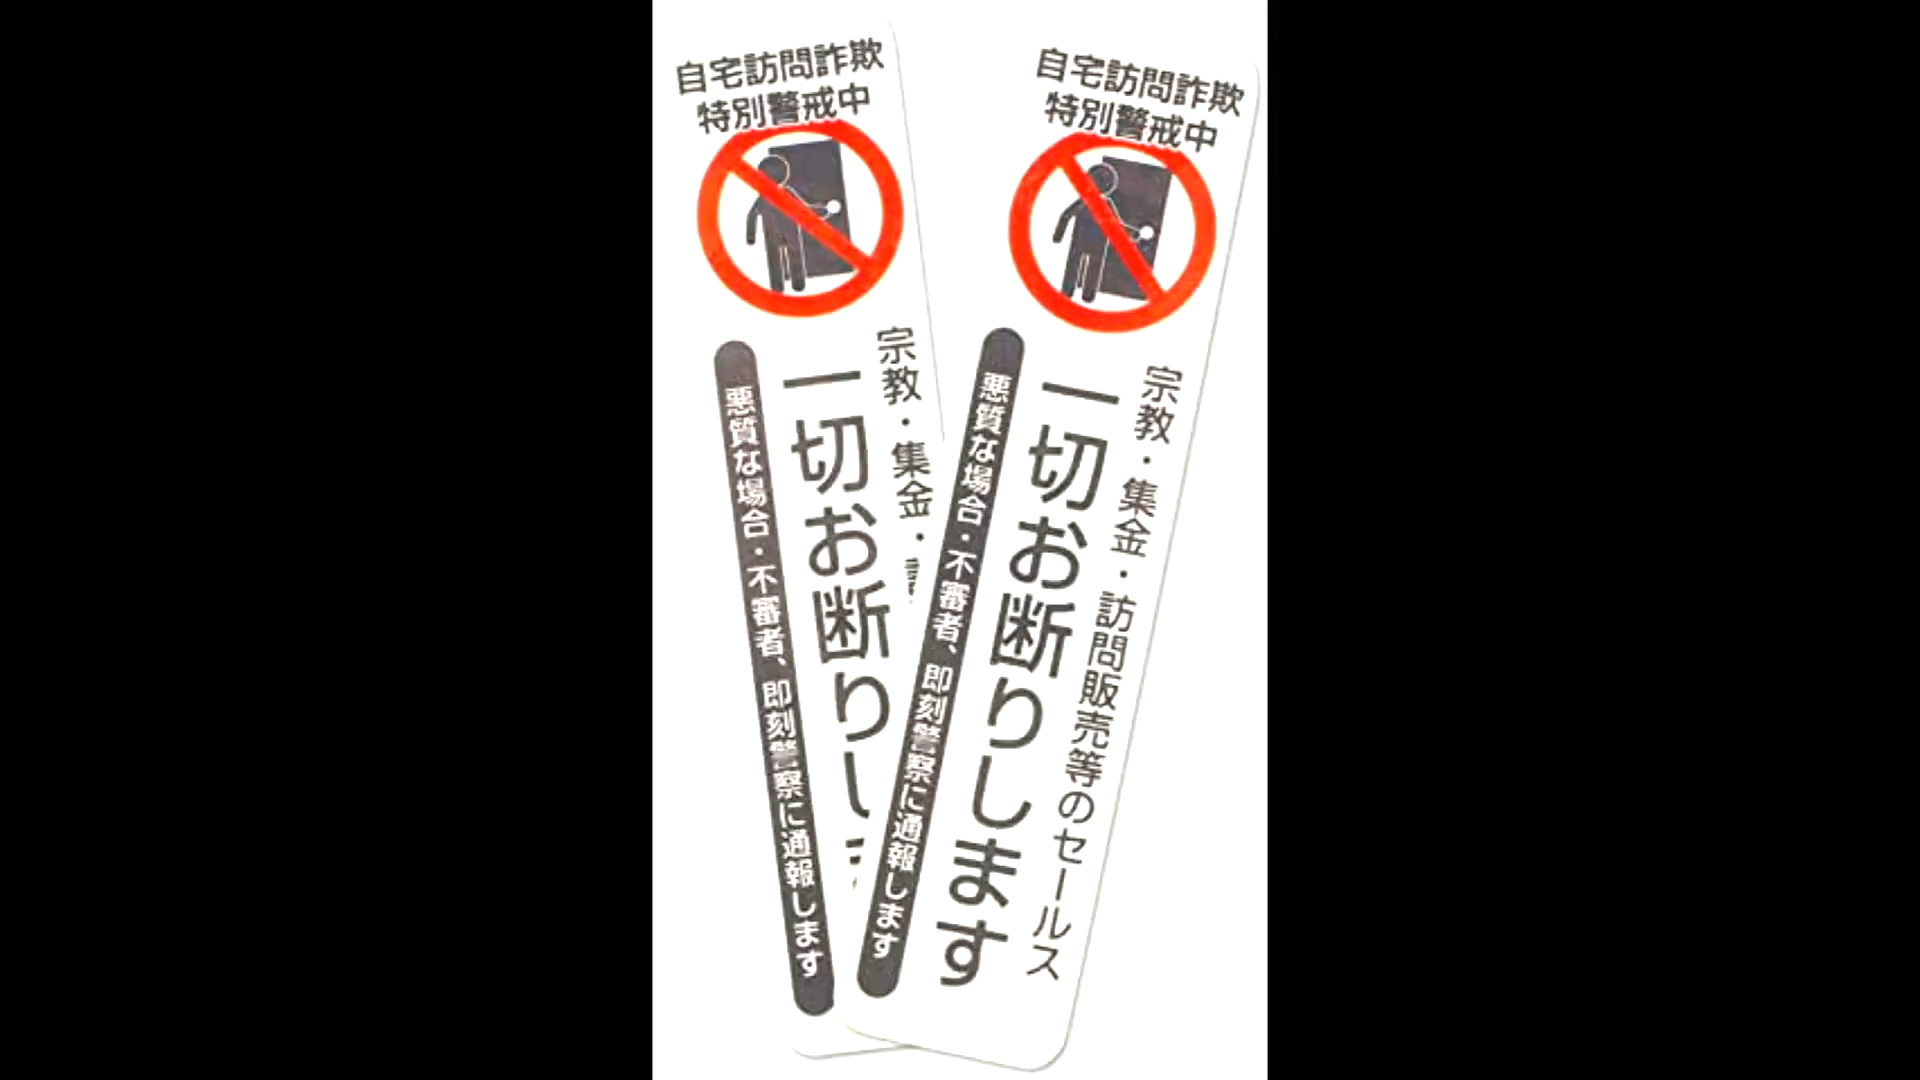 自宅訪問詐欺
特別警戒中
宗教・集金・
一切お断りし
悪質な場合・不審者、即刻警察に通報します
自宅訪問詐欺
特別警戒中
宗教・集金・訪問販売等のセールス
一切お断りします
悪質な場合・不審者、即刻警察に通報します